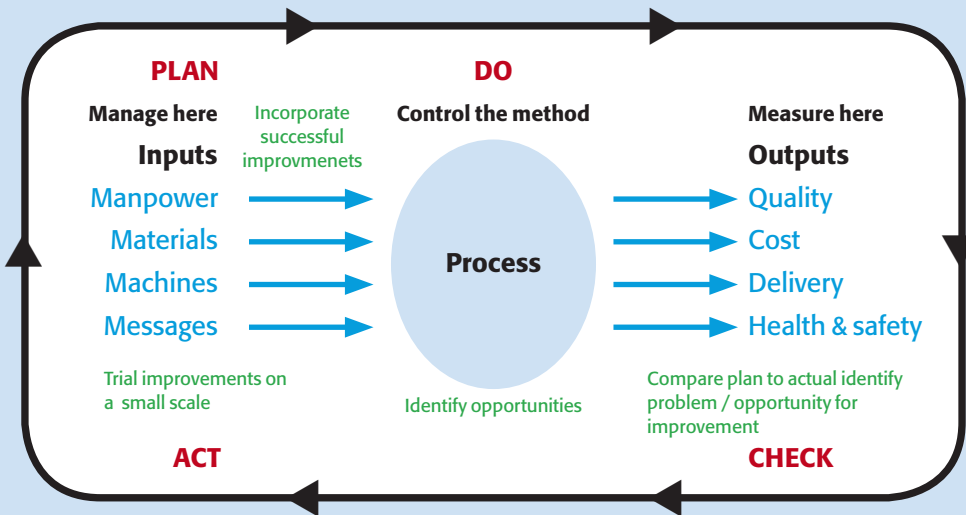 PLAN
DO
Manage here
Incorporate
successful
improvmenets
Control the method
Measure here
Inputs
Outputs
Manpower
Quality
Materials
Cost
Process
Machines
Delivery
Messages
Health & safety
Trial improvements on
a small scale
Identify opportunities
Compare plan to actual identify
problem / opportunity for
improvement
ACT
CHECK